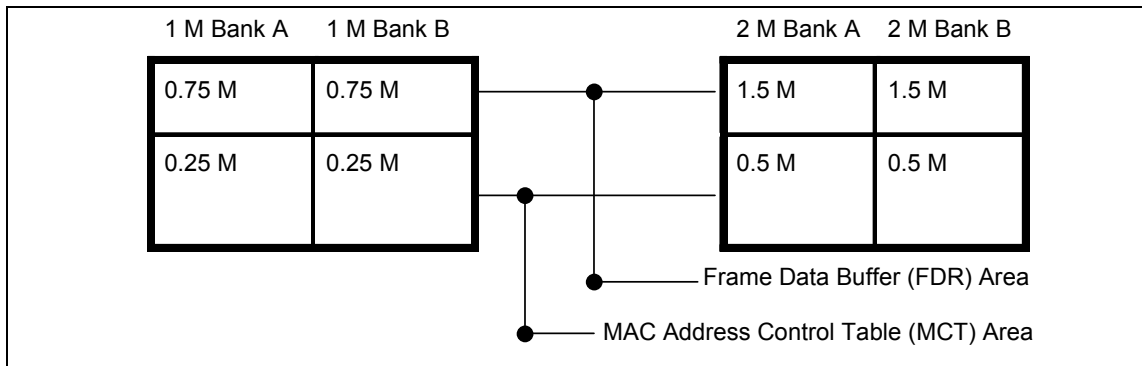 1 M Bank A 1 M Bank B 2 M Bank A 2 M Bank B
0.75 M 0.75 M 1.5 M 1.5 M
0.25 M 0.25 M 0.5 M 0.5 M
Frame Data Buffer (FDR) Area
MAC Address Control Table (MCT) Area